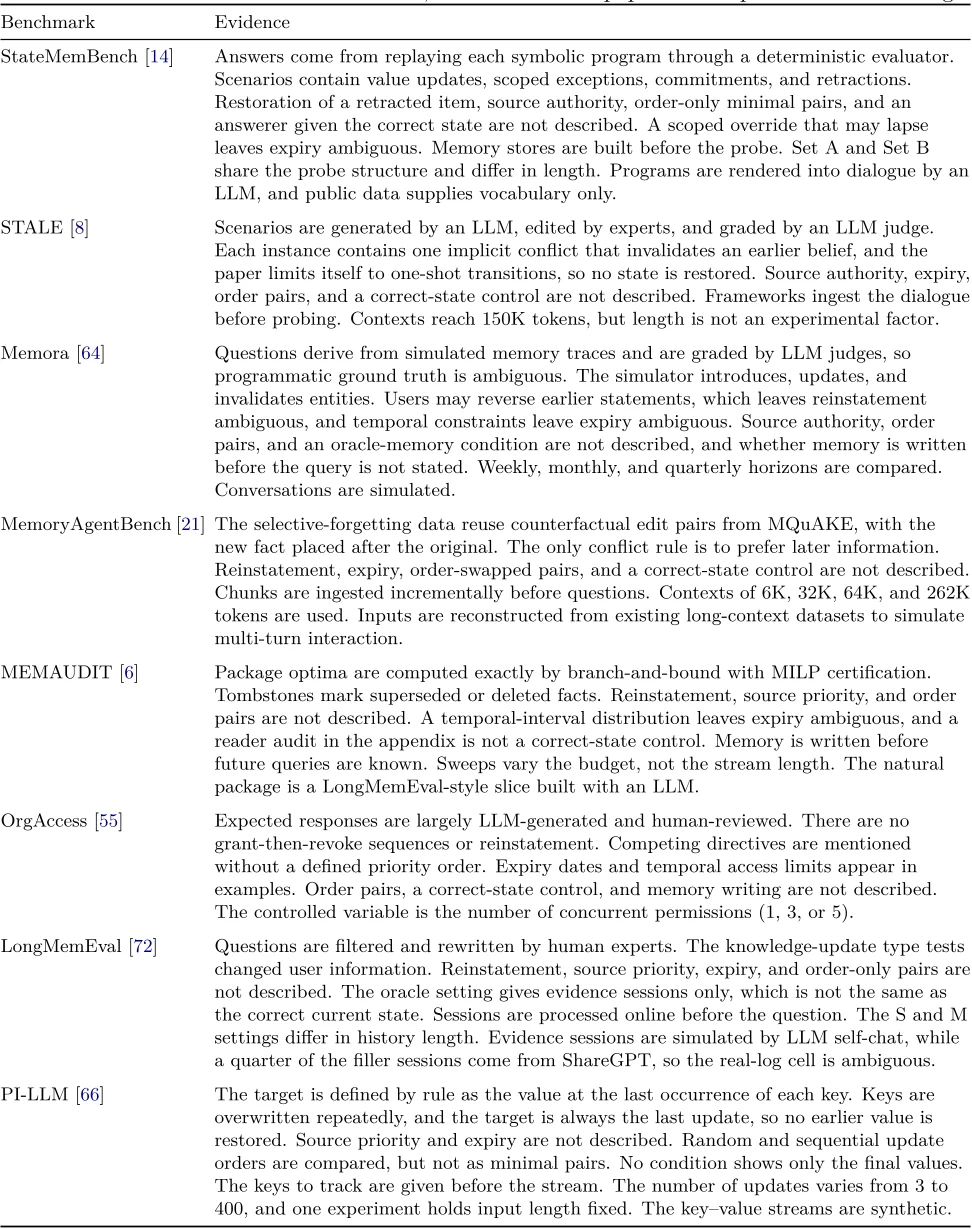 Benchmark Evidence
StateMemBench [14] Answers come from replaying each symbolic program through a deterministic evaluator.
Scenarios contain value updates, scoped exceptions, commitments, and retractions.
Restoration of a retracted item, source authority, order-only minimal pairs, and an
answerer given the correct state are not described. A scoped override that may lapse
leaves expiry ambiguous. Memory stores are built before the probe. Set A and Set B
share the probe structure and differ in length. Programs are rendered into dialogue by an
LLM, and public data supplies vocabulary only.
STALE [8] Scenarios are generated by an LLM, edited by experts, and graded by an LLM judge.
Each instance contains one implicit conflict that invalidates an earlier belief, and the
paper limits itself to one-shot transitions, so no state is restored. Source authority, expiry,
order pairs, and a correct-state control are not described. Frameworks ingest the dialogue
before probing. Contexts reach 150K tokens, but length is not an experimental factor.
Memora [64] Questions derive from simulated memory traces and are graded by LLM judges, so
programmatic ground truth is ambiguous. The simulator introduces, updates, and
invalidates entities. Users may reverse earlier statements, which leaves reinstatement
ambiguous, and temporal constraints leave expiry ambiguous. Source authority, order
pairs, and an oracle-memory condition are not described, and whether memory is written
before the query is not stated. Weekly, monthly, and quarterly horizons are compared.
Conversations are simulated.
MemoryAgentBench [21] The selective-forgetting data reuse counterfactual edit pairs from MQuAKE, with the
new fact placed after the original. The only conflict rule is to prefer later information.
Reinstatement, expiry, order-swapped pairs, and a correct-state control are not described.
Chunks are ingested incrementally before questions. Contexts of 6K, 32K, 64K, and 262K
tokens are used. Inputs are reconstructed from existing long-context datasets to simulate
multi-turn interaction.
MEMAUDIT [6] Package optima are computed exactly by branch-and-bound with MILP certification.
Tombstones mark superseded or deleted facts. Reinstatement, source priority, and order
pairs are not described. A temporal-interval distribution leaves expiry ambiguous, and a
reader audit in the appendix is not a correct-state control. Memory is written before
future queries are known. Sweeps vary the budget, not the stream length. The natural
package is a LongMemEval-style slice built with an LLM.
OrgAccess [55] Expected responses are largely LLM-generated and human-reviewed. There are no
grant-then-revoke sequences or reinstatement. Competing directives are mentioned
without a defined priority order. Expiry dates and temporal access limits appear in
examples. Order pairs, a correct-state control, and memory writing are not described.
The controlled variable is the number of concurrent permissions (1, 3, or 5).
LongMemEval [72] Questions are filtered and rewritten by human experts. The knowledge-update type tests
changed user information. Reinstatement, source priority, expiry, and order-only pairs are
not described. The oracle setting gives evidence sessions only, which is not the same as
the correct current state. Sessions are processed online before the question. The S and M
settings differ in history length. Evidence sessions are simulated by LLM self-chat, while
a quarter of the filler sessions come from ShareGPT, so the real-log cell is ambiguous.
PI-LLM [66] The target is defined by rule as the value at the last occurrence of each key. Keys are
overwritten repeatedly, and the target is always the last update, so no earlier value is
restored. Source priority and expiry are not described. Random and sequential update
orders are compared, but not as minimal pairs. No condition shows only the final values.
The keys to track are given before the stream. The number of updates varies from 3 to
400, and one experiment holds input length fixed. The key–value streams are synthetic.